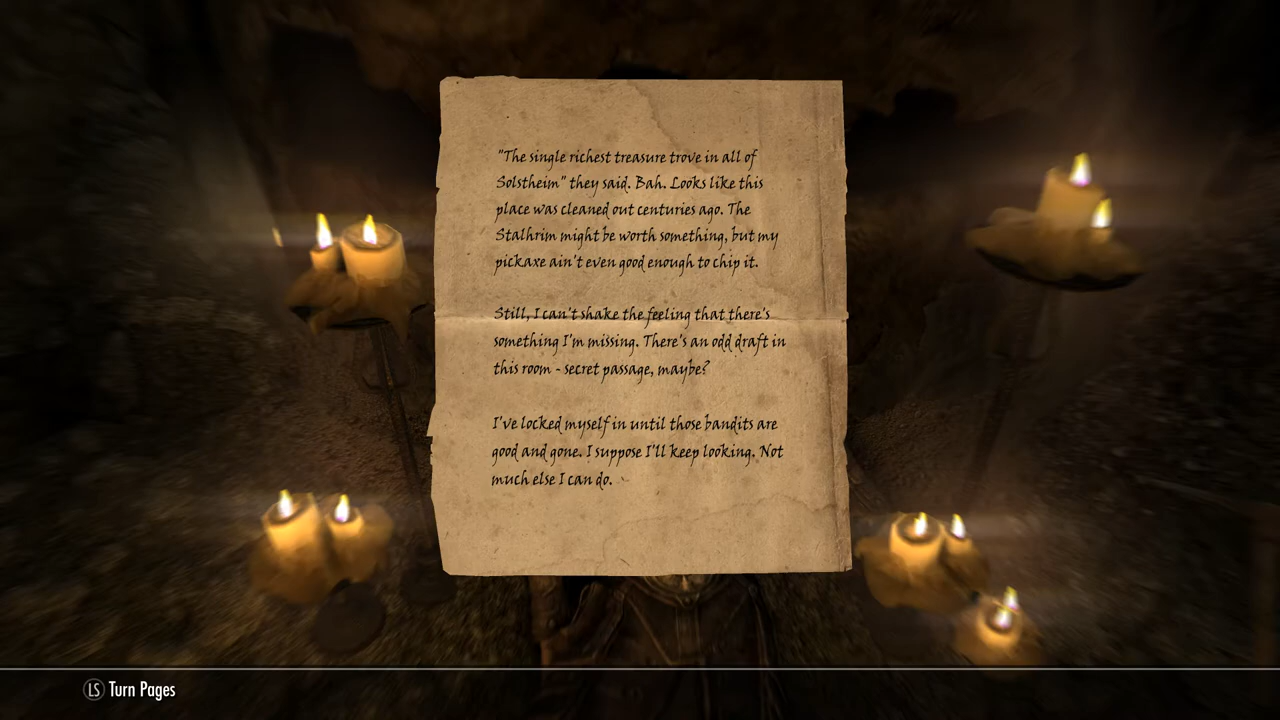 "The single richest treasure trove in all of
Solstheim" they said. Bah. Looks like this
place was cleaned out centuries ago. The
Stalhrim might be worth something, but my
pickaxe ain't even good enough to chip it.
Still, I can't shake the feeling that there's
something I'm missing. There's an odd draft in
this room - secret passage, maybe?
I've locked myself in until those bandits are
good and gone. I suppose I'll keep looking. Not
much else I can do.
LS Turn Pages